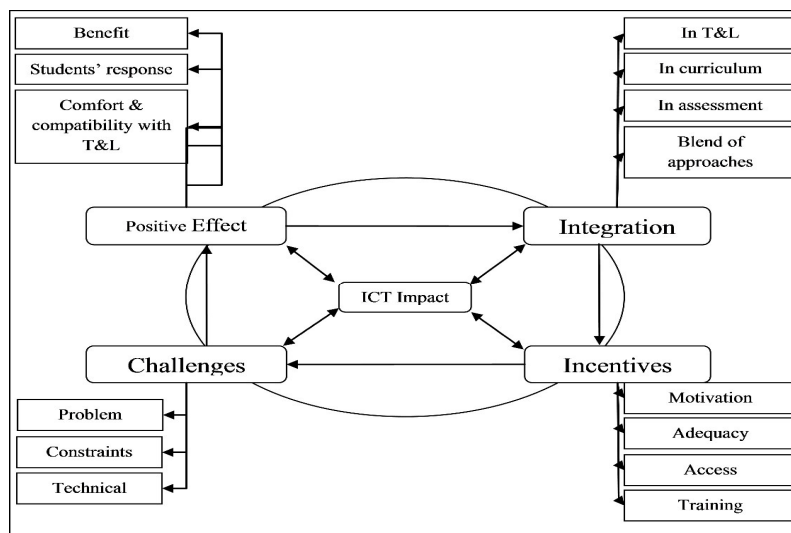 Benefit
Students’ response
Comfort &
compatibility with
T&L
In T&L
In curriculum
In assessment
Blend of
approaches
Positive Effect
Integration
ICT Impact
Challenges
Incentives
Problem
Constraints
Technical
Motivation
Adequacy
Access
Training